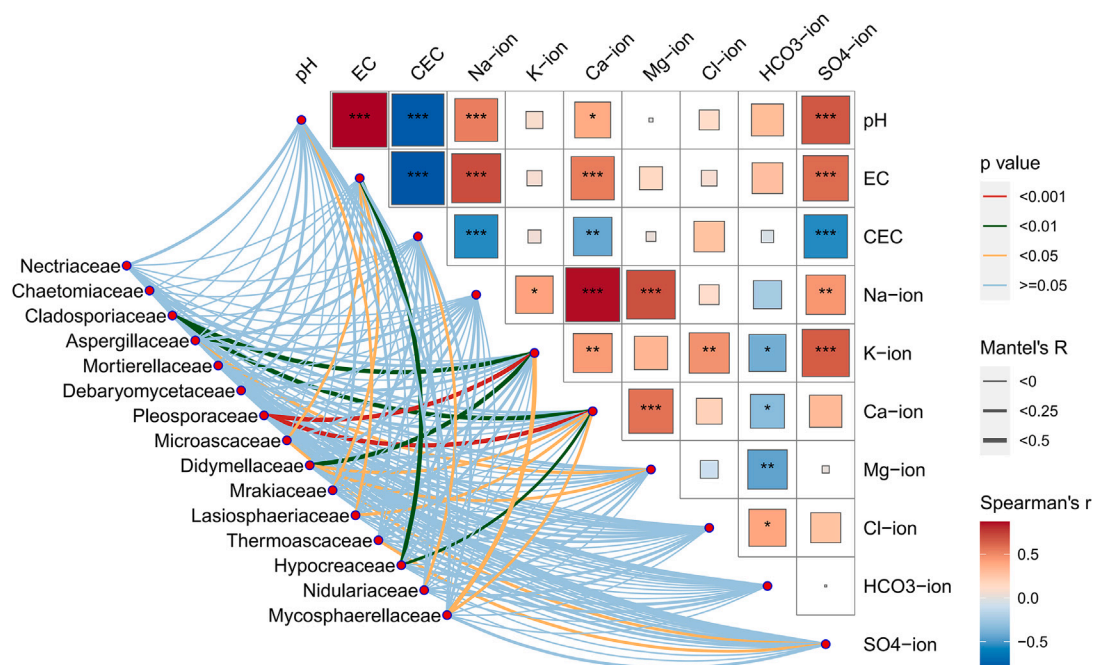 pH
EC
CEC
Na−ion
K−ion
Ca−ion
Mg−ion
Cl−ion
HCO3−ion
SO4−ion
*** *** *** * *** pH
*** *** *** *** EC
*** ** *** CEC
* *** *** ** Na−ion
** ** * *** K−ion
*** * Ca−ion
** Mg−ion
* Cl−ion
HCO3−ion
SO4−ion
Nectriaceae
Chaetomiaceae
Cladosporiaceae
Aspergillaceae
Mortierellaceae
Debaryomycetaceae
Pleosporaceae
Microascaceae
Didymellaceae
Mrakiaceae
Lasiosphaeriaceae
Thermoascaceae
Hypocreaceae
Nidulariaceae
Mycosphaerellaceae
p value
<0.001
<0.01
<0.05
>=0.05
Mantel's R
<0
<0.25
<0.5
Spearman's r
0.5
0.0
−0.5